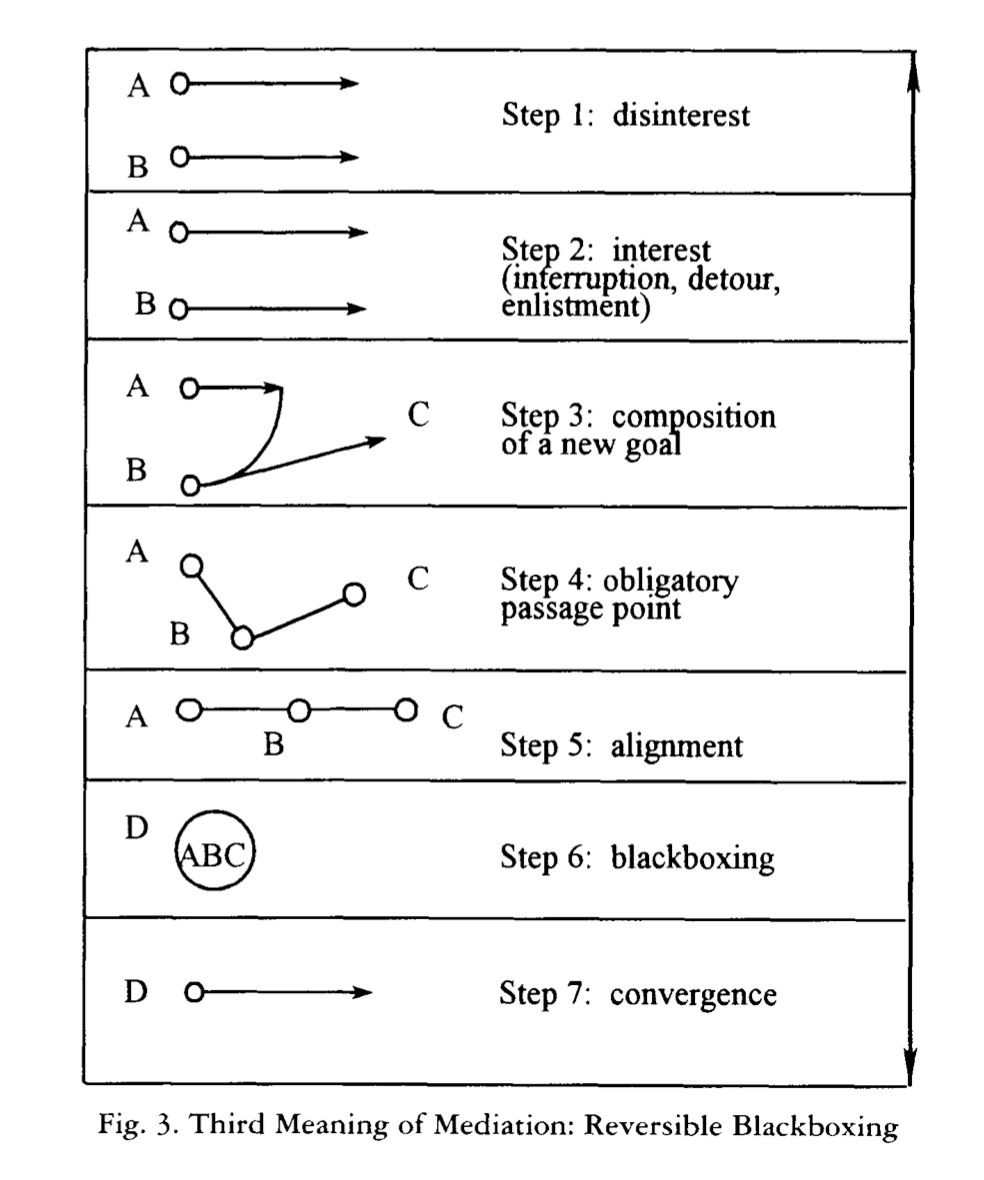 A
Step 1: disinterest
B
A
Step 2: interest
(interruption, detour,
B
enlistment)
A
C
Step 3: composition
of a new goal
B
A
C
Step 4: obligatory
passage point
B
A
C
B
Step 5: alignment
D
ABC
Step 6: blackboxing
D
Step 7: convergence
Fig. 3. Third Meaning of Mediation: Reversible Blackboxing